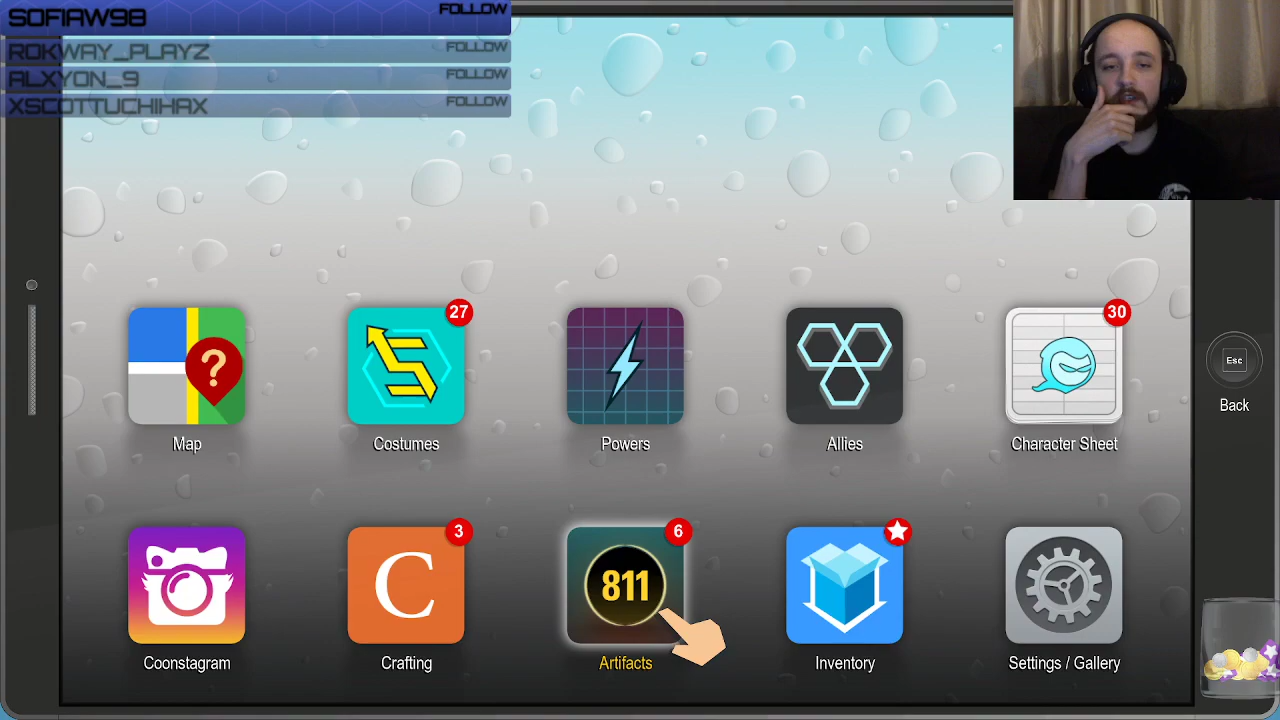 SOFIAW98 FOLLOW
ROKWAY_PLAYZ FOLLOW
ALXYON_9 FOLLOW
XSCOTTUCHIHAX FOLLOW
?
27
30
Map
Costumes
Powers
Allies
Character Sheet
Esc
Back
C
3
811
6
Coonstagram
Crafting
Artifacts
Inventory
Settings / Gallery